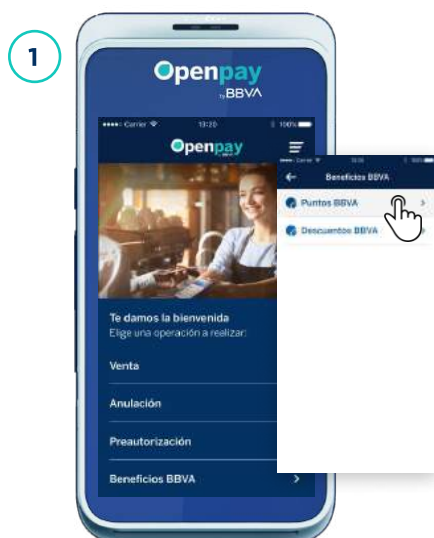 1
Openpay
by BBVA
Carrier
13:20
100%
Openpay
Te damos la bienvenida
Elige una operación a realizar:
Venta
Anulación
Preautorización
Beneficios BBVA
Beneficios BBVA
Puntos BBVA
Descuentos BBVA